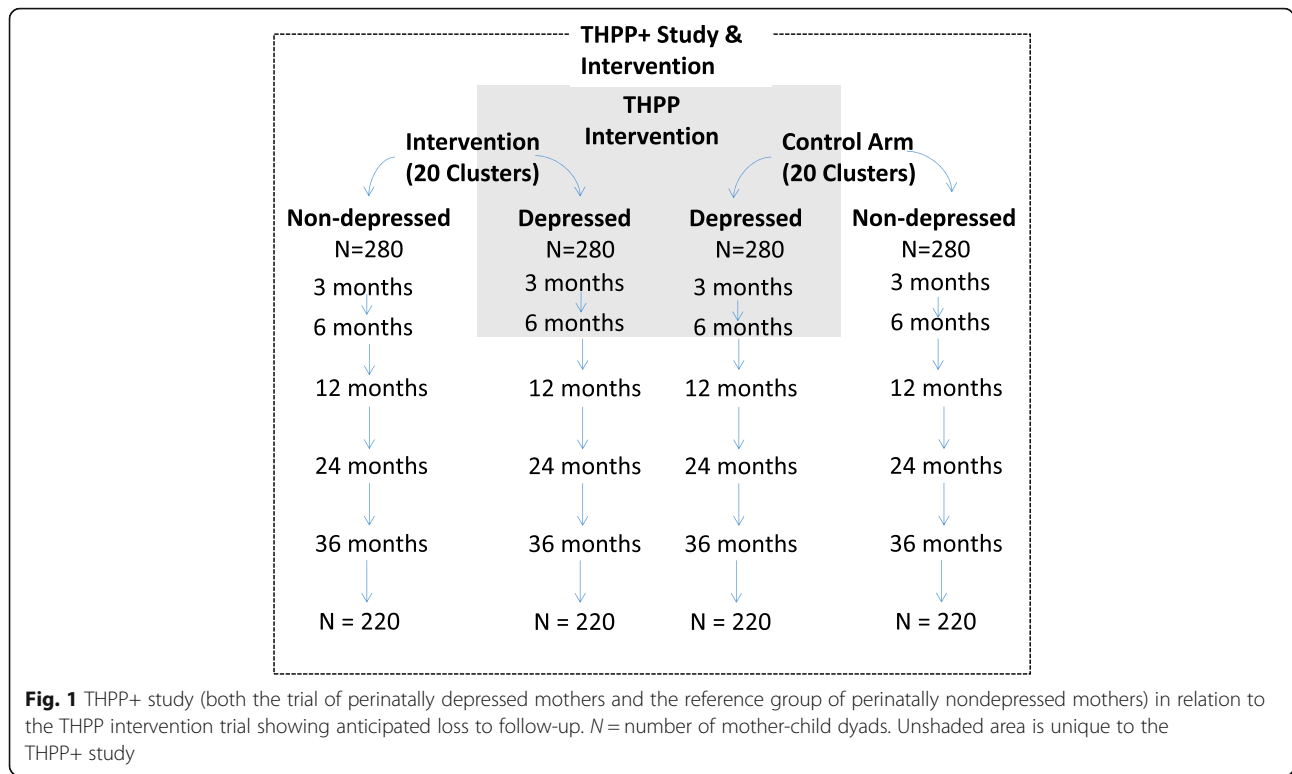 THPP+ Study &
Intervention
THPP
Intervention
Intervention
(20 Clusters)
Control Arm
(20 Clusters)
Non-depressed
N=280
3 months
6 months
12 months
24 months
36 months
N = 220
Depressed
N=280
3 months
6 months
12 months
24 months
36 months
N = 220
Depressed
N=280
3 months
6 months
12 months
24 months
36 months
N = 220
Non-depressed
N=280
3 months
6 months
12 months
24 months
36 months
N = 220
Fig. 1 THPP+ study (both the trial of perinatally depressed mothers and the reference group of perinatally nondepressed mothers) in relation to
the THPP intervention trial showing anticipated loss to follow-up. N = number of mother-child dyads. Unshaded area is unique to the
THPP+ study